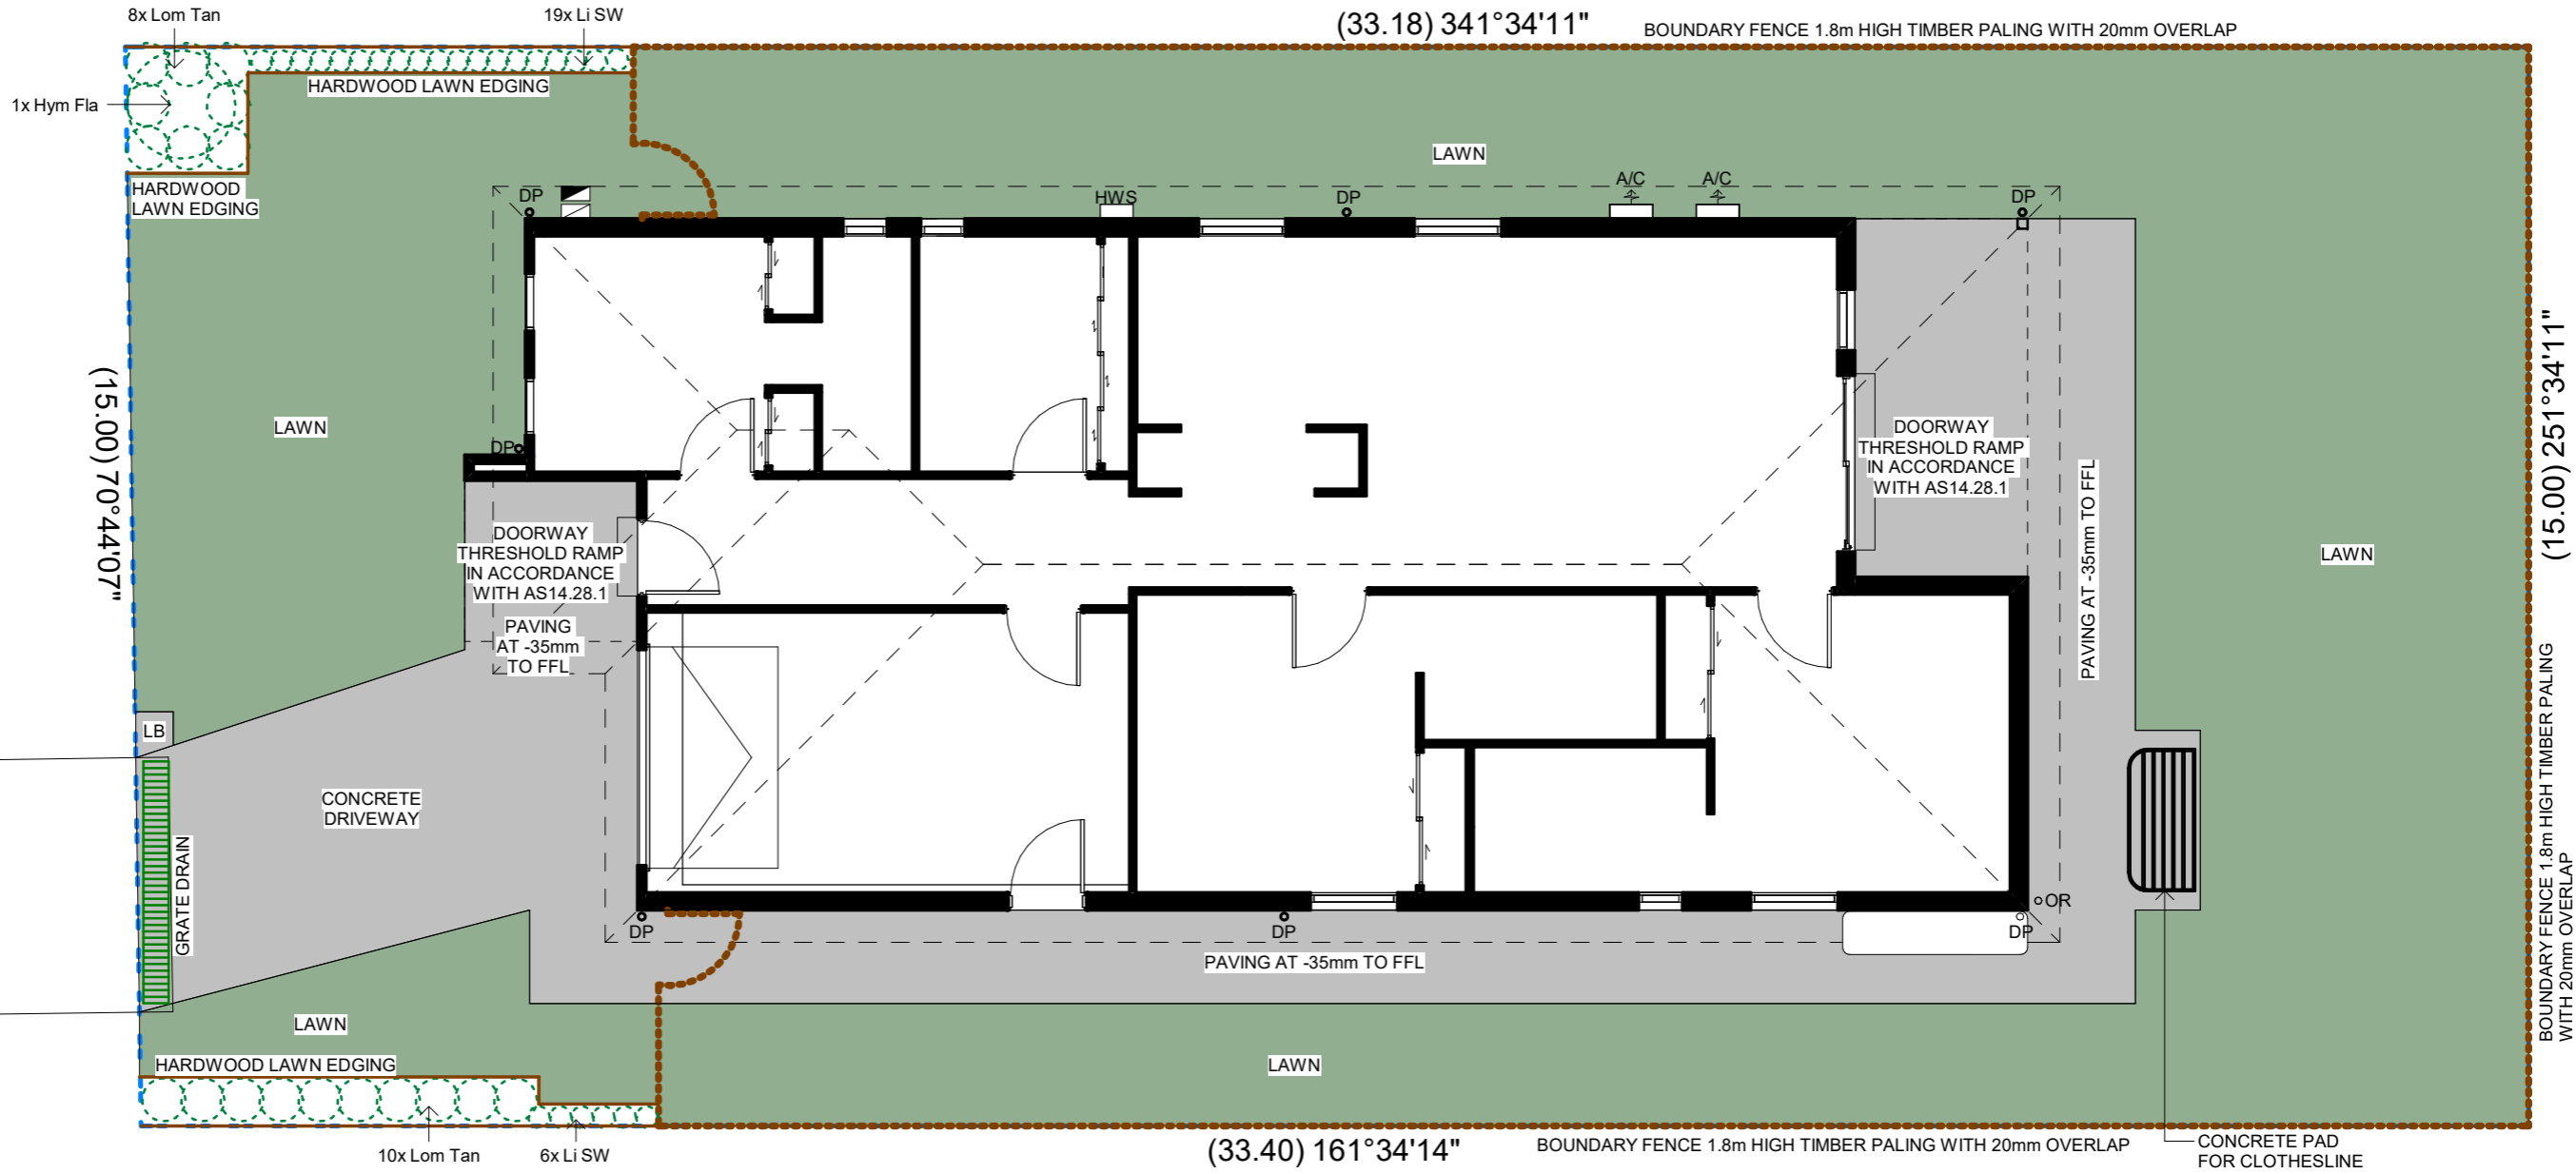 8x Lom Tan
19x Li SW
(33.18) 341°34'11"
BOUNDARY FENCE 1.8m HIGH TIMBER PALING WITH 20mm OVERLAP
HARDWOOD LAWN EDGING
1x Hym Fla
HARDWOOD
LAWN EDGING
LAWN
DP
HWS
DP
A/C
A/C
DP
(15.00) 70°44'07"
LAWN
DP
DOORWAY
THRESHOLD RAMP
IN ACCORDANCE
WITH AS14.28.1
PAVING AT -35mm TO FFL
LAWN
(15.00) 251°34'11"
DOORWAY
THRESHOLD RAMP
IN ACCORDANCE
WITH AS14.28.1
PAVING
AT -35mm
TO FFL
LB
CONCRETE
DRIVEWAY
GRATE DRAIN
BOUNDARY FENCE 1.8m HIGH TIMBER PALING
WITH 20mm OVERLAP
OR
DP
DP
DP
PAVING AT -35mm TO FFL
LAWN
HARDWOOD LAWN EDGING
LAWN
10x Lom Tan
6x Li SW
(33.40) 161°34'14"
BOUNDARY FENCE 1.8m HIGH TIMBER PALING WITH 20mm OVERLAP
CONCRETE PAD
FOR CLOTHESLINE